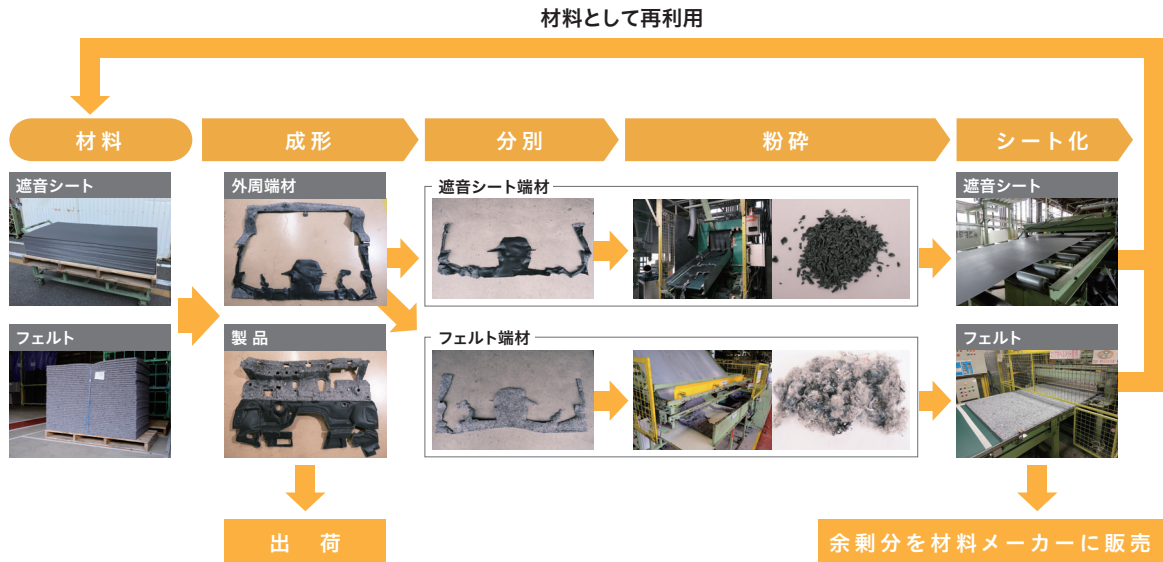 材料として再利用
材料
成形
分別
粉砕
シート化
遮音シート
外周端材
遮音シート端材
遮音シート
フェルト
製品
フェルト端材
フェルト
出荷
余剰分を材料メーカーに販売